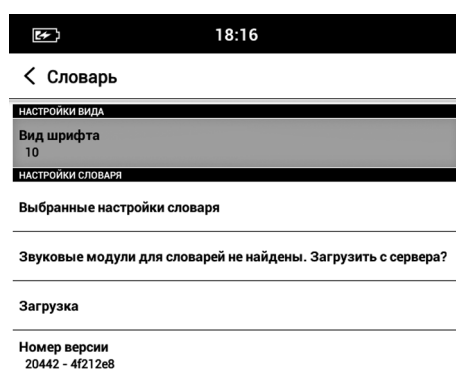 18:16
Словарь
НАСТРОЙКИ ВИДА
Вид шрифта
10
НАСТРОЙКИ СЛОВАРЯ
Выбранные настройки словаря
Звуковые модули для словарей не найдены. Загрузить с сервера?
Загрузка
Номер версии
20442 - 4f212e8